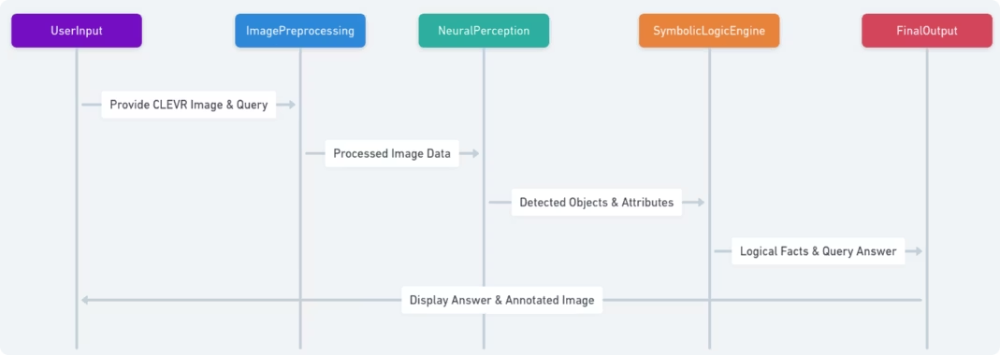 UserInput
ImagePreprocessing
NeuralPerception
SymbolicLogicEngine
FinalOutput
Provide CLEVR Image & Query
Processed Image Data
Detected Objects & Attributes
Logical Facts & Query Answer
Display Answer & Annotated Image